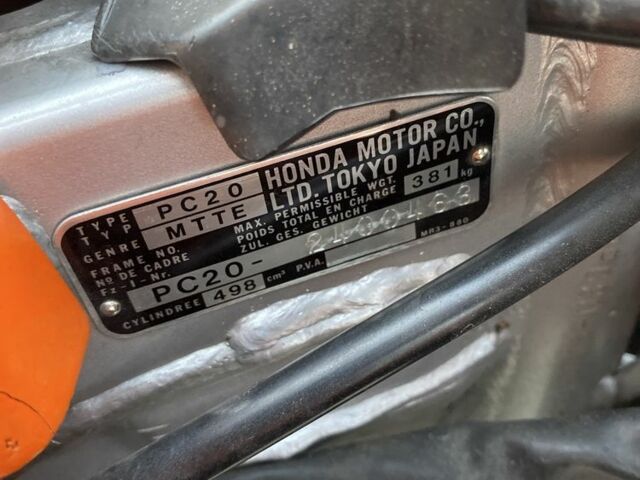 HONDA MOTOR CO.,
LTD. TOKYO JAPAN
TYPE
TYP
PC20
GENRE
MTTE
MAX. PERMISSIBLE WGT.
POIDS TOTAL EN CHARGE
ZUL. GES. GEWICHT
381 kg
FRAME NO.
Nº DE CADRE
Fz-I-Nr.
PC20-
CYLINDREE 498 cm³ P.V.A.
MR3-880